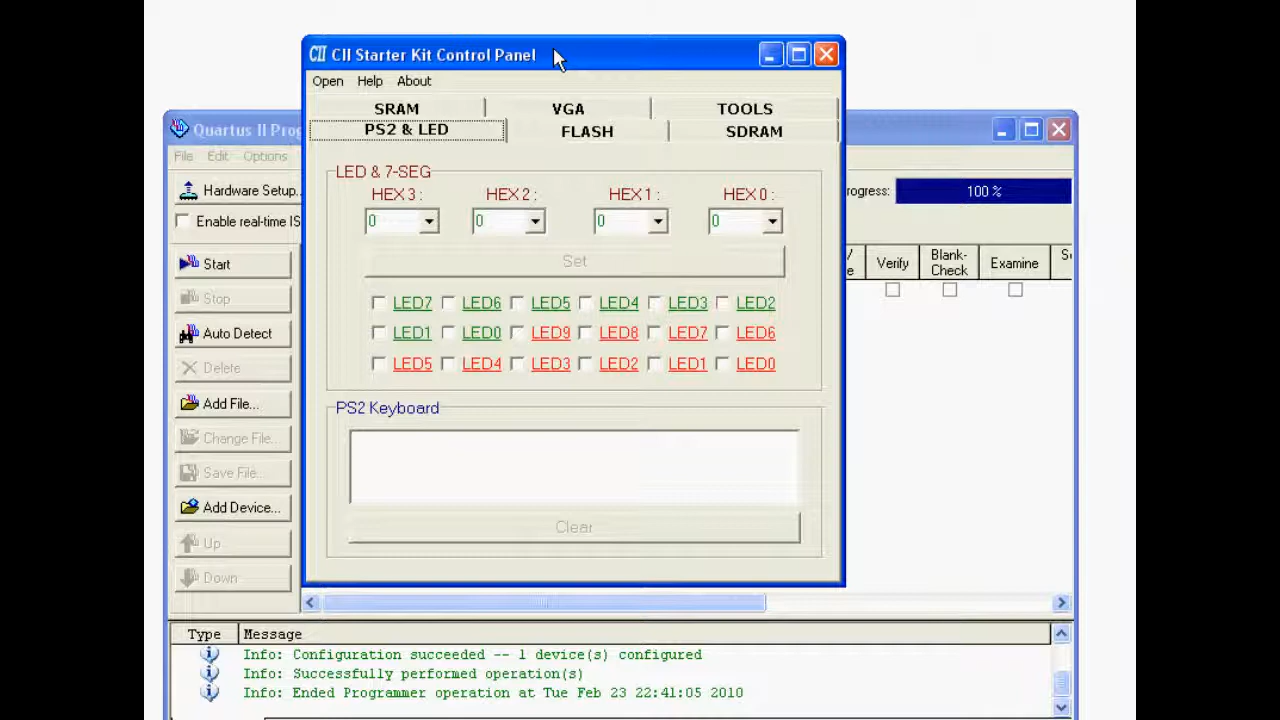 CII CII Starter Kit Control Panel
Open Help About
SRAM VGA TOOLS
PS2 & LED FLASH SDRAM
LED & 7-SEG
HEX 3 : HEX 2 : HEX 1 : HEX 0 :
0 0 0 0
Set
LED7 LED6 LED5 LED4 LED3 LED2
LED1 LED0 LED9 LED8 LED7 LED6
LED5 LED4 LED3 LED2 LED1 LED0
PS2 Keyboard
Clear
Quartus II Prog
File Edit Options
Hardware Setup...
Enable real-time IS
rogress: 100 %
Start
Stop
Auto Detect
Delete
Add File...
Change File...
Save File...
Add Device...
Up
Down
Verify Blank-
Check Examine
Type Message
Info: Configuration succeeded -- 1 device(s) configured
Info: Successfully performed operation(s)
Info: Ended Programmer operation at Tue Feb 23 22:41:05 2010